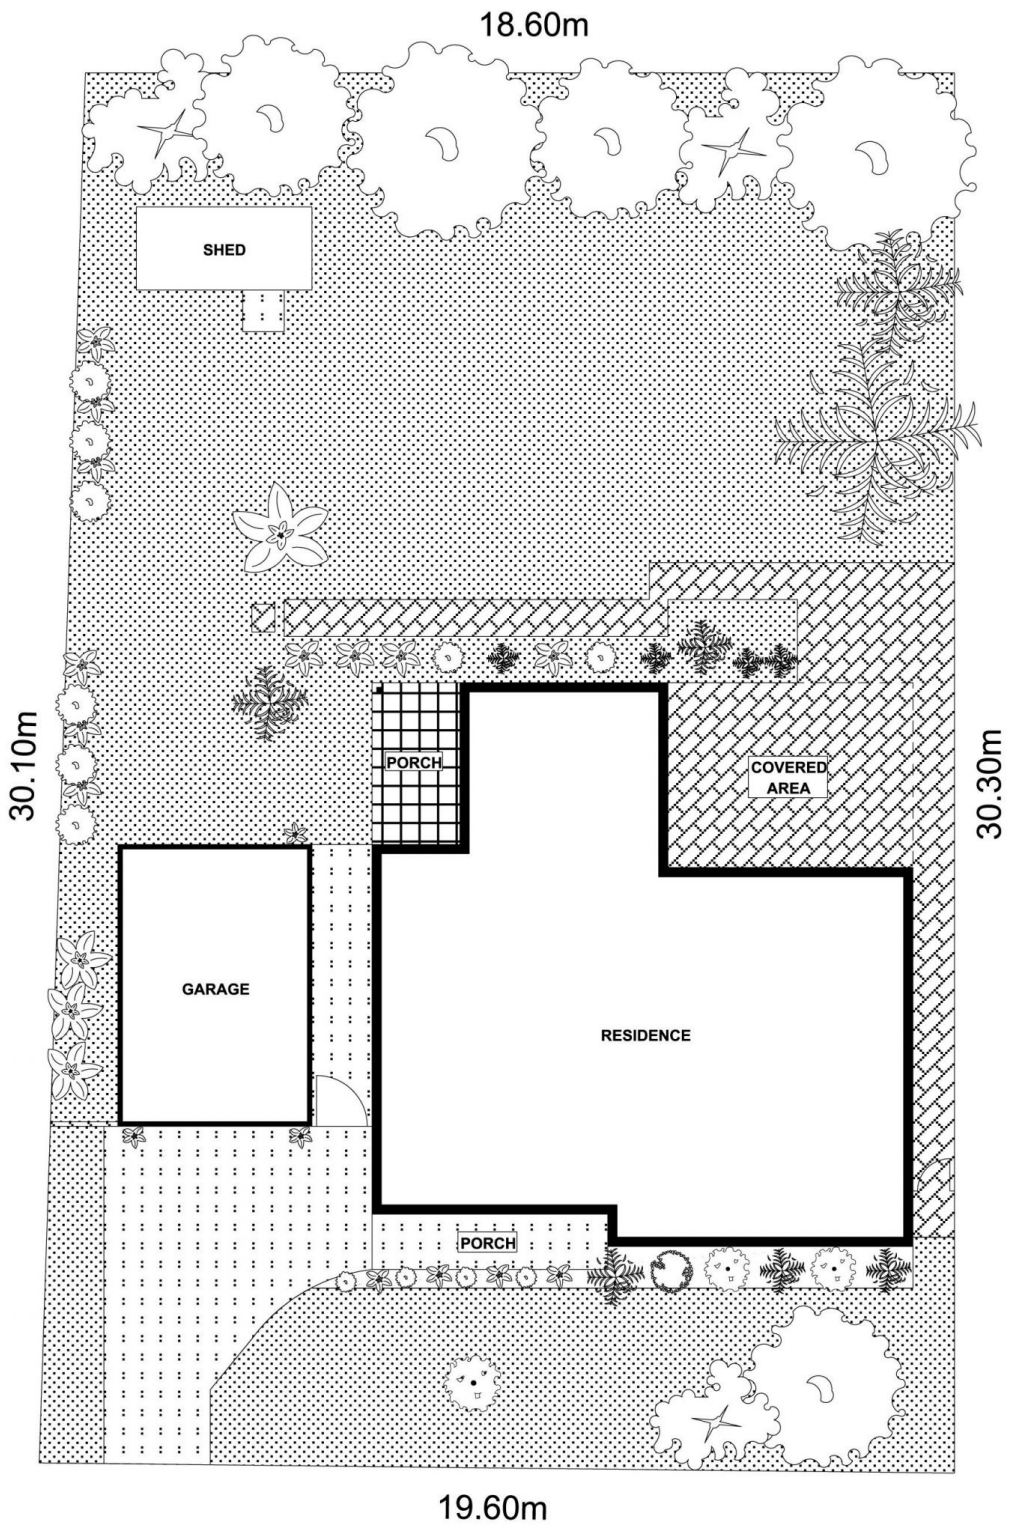 18.60m
SHED
30.10m
PORCH
COVERED
AREA
30.30m
GARAGE
RESIDENCE
PORCH
19.60m